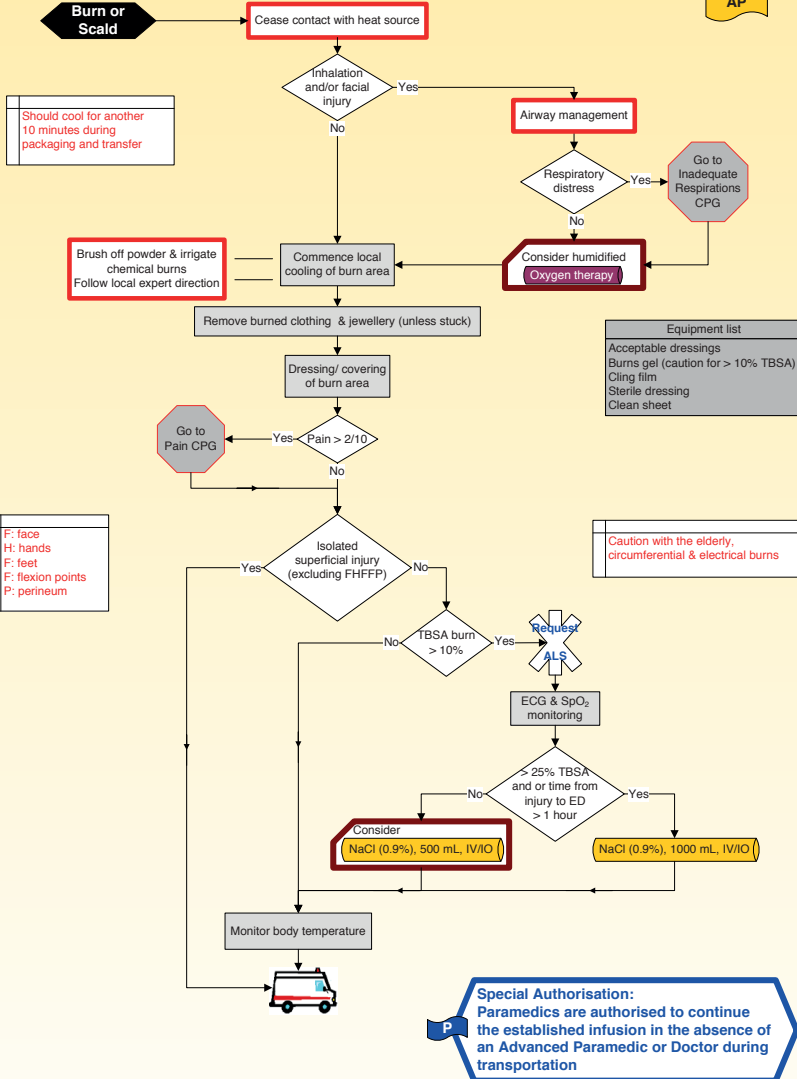 Burn or
Scald
Cease contact with heat source
AP
Inhalation
and/or facial
injury
Yes
No
Should cool for another
10 minutes during
packaging and transfer
Airway management
Respiratory
distress
Yes
No
Go to
Inadequate
Respirations
CPG
Brush off powder & irrigate
chemical burns
Follow local expert direction
Commence local
cooling of burn area
Consider humidified
Oxygen therapy
Remove burned clothing & jewellery (unless stuck)
Equipment list
Acceptable dressings
Burns gel (caution for > 10% TBSA)
Cling film
Sterile dressing
Clean sheet
Dressing/ covering
of burn area
Go to
Pain CPG
Yes
Pain > 2/10
No
F: face
H: hands
F: feet
F: flexion points
P: perineum
Yes
Isolated
superficial injury
(excluding FHFFP)
No
Caution with the elderly,
circumferential & electrical burns
No
TBSA burn
> 10%
Yes
Request
ALS
ECG & SpO₂
monitoring
No
> 25% TBSA
and or time from
injury to ED
> 1 hour
Yes
Consider
NaCl (0.9%), 500 mL, IV/IO
NaCl (0.9%), 1000 mL, IV/IO
Monitor body temperature
P
Special Authorisation:
Paramedics are authorised to continue
the established infusion in the absence of
an Advanced Paramedic or Doctor during
transportation